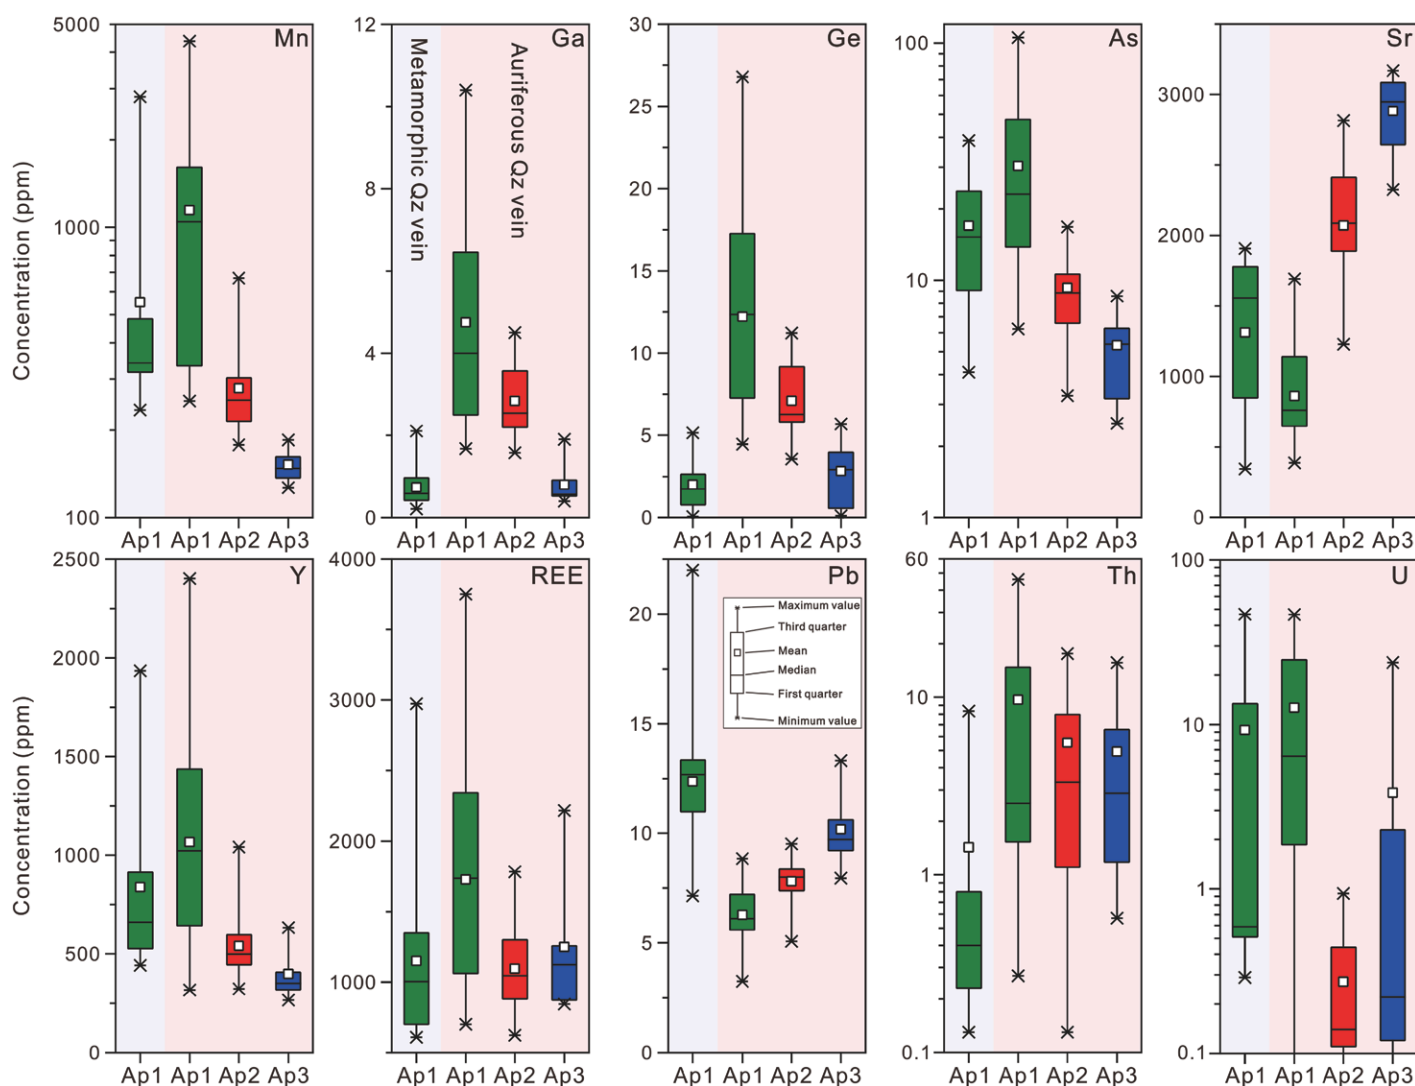 Concentration (ppm)
5000
1000
100
Mn
Ap1 Ap1 Ap2 Ap3
12
8
4
0
Ga
Metamorphic Qz vein
Auriferous Qz vein
Ap1 Ap1 Ap2 Ap3
30
25
20
15
10
5
0
Ge
Ap1 Ap1 Ap2 Ap3
100
10
1
As
Ap1 Ap1 Ap2 Ap3
3000
2000
1000
0
Sr
Ap1 Ap1 Ap2 Ap3
Concentration (ppm)
2500
2000
1500
1000
500
0
Y
Ap1 Ap1 Ap2 Ap3
4000
3000
2000
1000
REE
Ap1 Ap1 Ap2 Ap3
20
15
10
5
0
Pb
Maximum value
Third quarter
Mean
Median
First quarter
Minimum value
Ap1 Ap1 Ap2 Ap3
60
10
1
0.1
Th
Ap1 Ap1 Ap2 Ap3
100
10
1
0.1
U
Ap1 Ap1 Ap2 Ap3